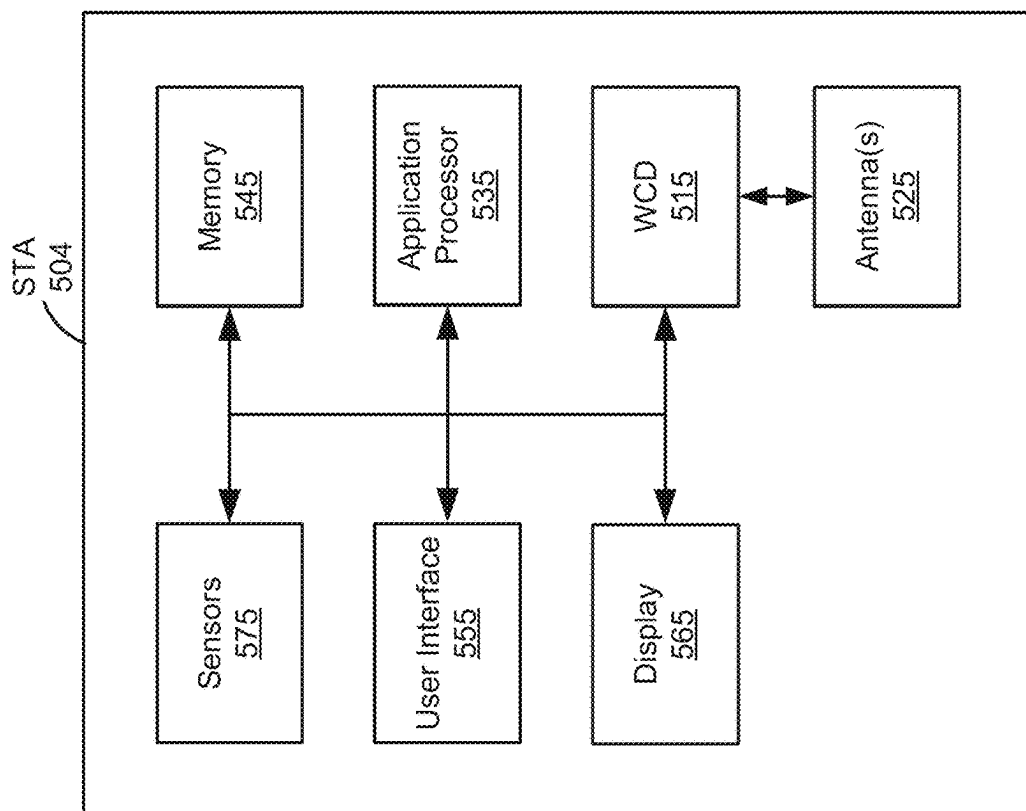 STA
504
Sensors
575
Memory
545
User Interface
555
Application
Processor
535
Display
565
WCD
515
Antenna(s)
525